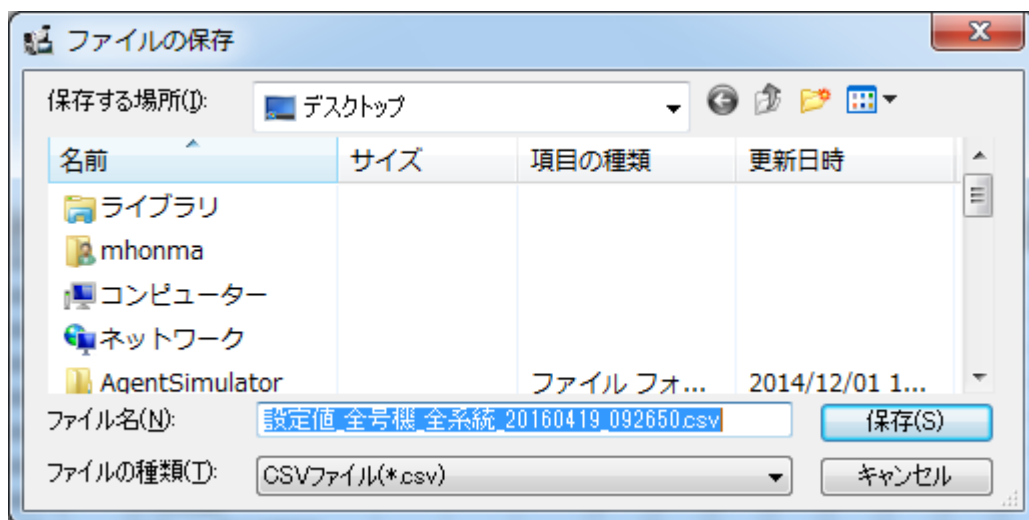 ファイルの保存
保存する場所(I):
デスクトップ
名前
サイズ
項目の種類
更新日時
ライブラリ
mhonma
コンピューター
ネットワーク
AgentSimulator
ファイル フォ...
2014/12/01 1...
ファイル名(N):
設定値_全号機_全系統_20160419_092650.csv
保存(S)
ファイルの種類(T):
CSVファイル(*.csv)
キャンセル